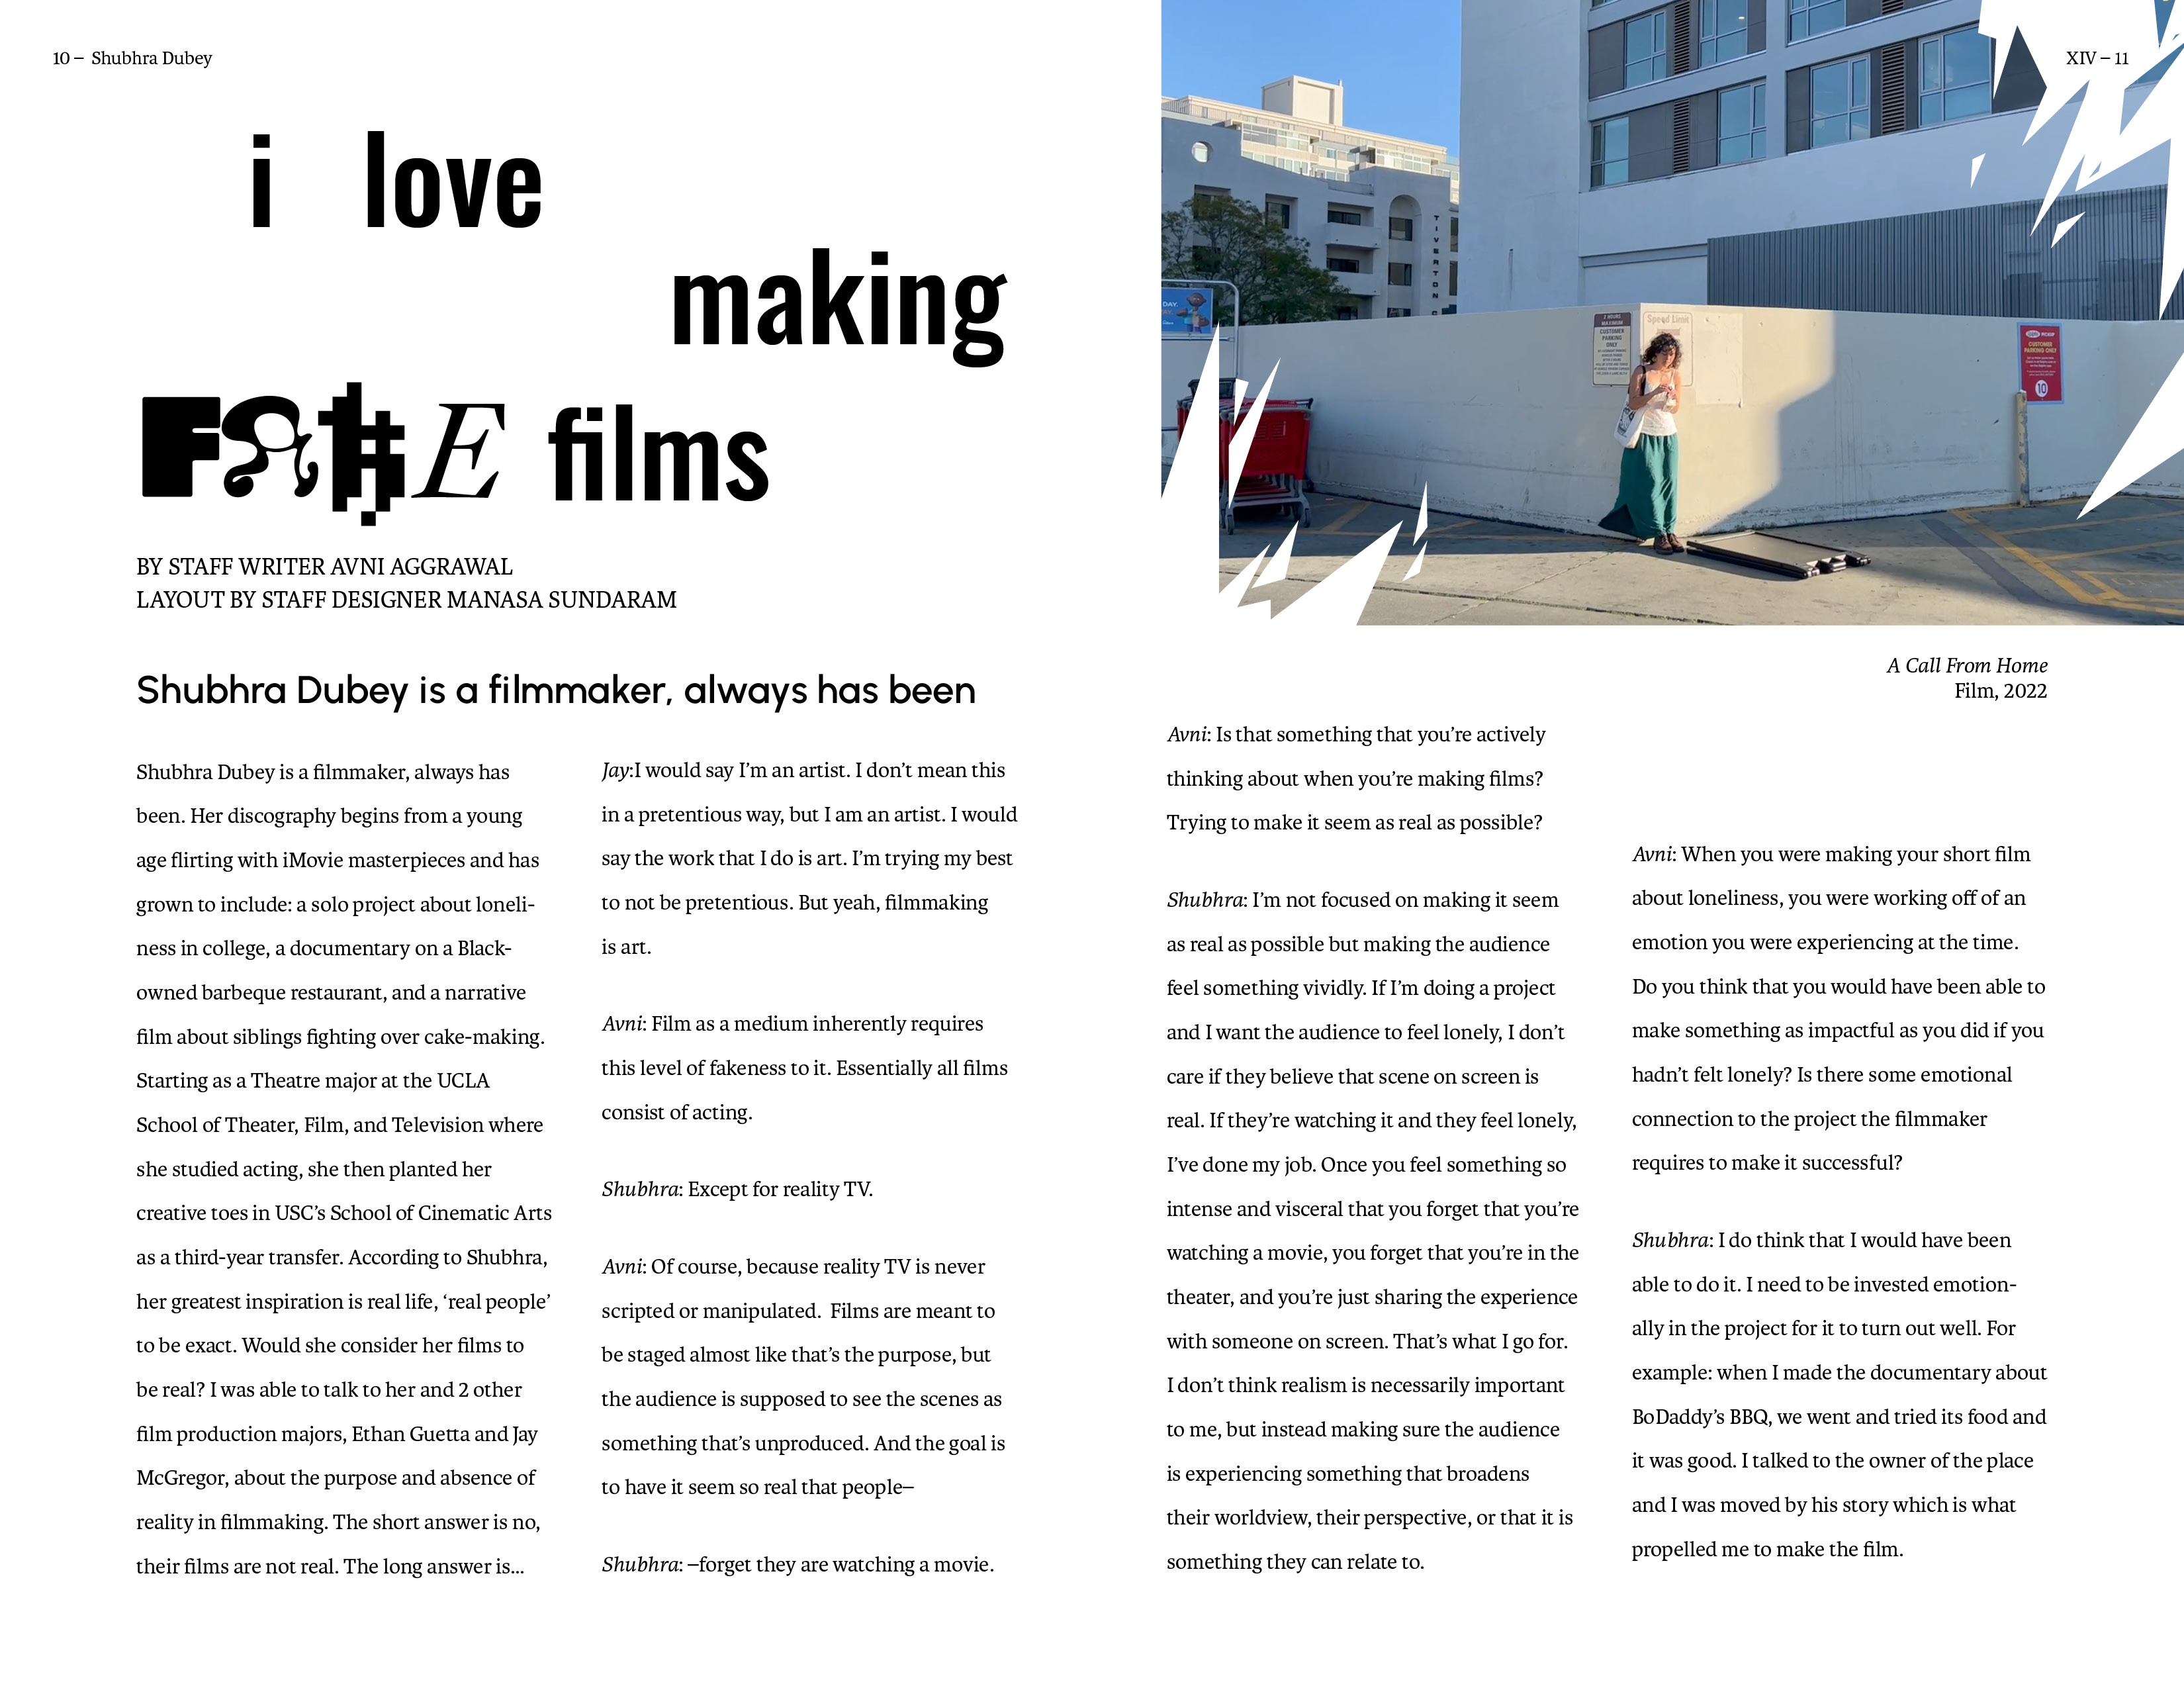 10 – Shubhra Dubey
i love
making
FAKE films
BY STAFF WRITER AVNI AGGRAWAL
LAYOUT BY STAFF DESIGNER MANASA SUNDARAM
Shubhra Dubey is a filmmaker, always has been
Shubhra Dubey is a filmmaker, always has
been. Her discography begins from a young
age flirting with iMovie masterpieces and has
grown to include: a solo project about loneli-
ness in college, a documentary on a Black-
owned barbeque restaurant, and a narrative
film about siblings fighting over cake-making.
Starting as a Theatre major at the UCLA
School of Theater, Film, and Television where
she studied acting, she then planted her
creative toes in USC’s School of Cinematic Arts
as a third-year transfer. According to Shubhra,
her greatest inspiration is real life, ‘real people’
to be exact. Would she consider her films to
be real? I was able to talk to her and 2 other
film production majors, Ethan Guetta and Jay
McGregor, about the purpose and absence of
reality in filmmaking. The short answer is no,
their films are not real. The long answer is...
Jay:I would say I’m an artist. I don’t mean this
in a pretentious way, but I am an artist. I would
say the work that I do is art. I’m trying my best
to not be pretentious. But yeah, filmmaking
is art.
Avni: Film as a medium inherently requires
this level of fakeness to it. Essentially all films
consist of acting.
Shubhra: Except for reality TV.
Avni: Of course, because reality TV is never
scripted or manipulated.  Films are meant to
be staged almost like that’s the purpose, but
the audience is supposed to see the scenes as
something that’s unproduced. And the goal is
to have it seem so real that people–
Shubhra: –forget they are watching a movie.
XIV – 11
TIVERTON
DAY.
2 HOURS
MAXIMUM
CUSTOMER
PARKING
ONLY
Speed Limit
CUSTOMER
PARKING ONLY
10
A Call From Home
Film, 2022
Avni: Is that something that you’re actively
thinking about when you’re making films?
Trying to make it seem as real as possible?
Shubhra: I’m not focused on making it seem
as real as possible but making the audience
feel something vividly. If I’m doing a project
and I want the audience to feel lonely, I don’t
care if they believe that scene on screen is
real. If they’re watching it and they feel lonely,
I’ve done my job. Once you feel something so
intense and visceral that you forget that you’re
watching a movie, you forget that you’re in the
theater, and you’re just sharing the experience
with someone on screen. That’s what I go for.
I don’t think realism is necessarily important
to me, but instead making sure the audience
is experiencing something that broadens
their worldview, their perspective, or that it is
something they can relate to.
Avni: When you were making your short film
about loneliness, you were working off of an
emotion you were experiencing at the time.
Do you think that you would have been able to
make something as impactful as you did if you
hadn’t felt lonely? Is there some emotional
connection to the project the filmmaker
requires to make it successful?
Shubhra: I do think that I would have been
able to do it. I need to be invested emotion-
ally in the project for it to turn out well. For
example: when I made the documentary about
BoDaddy’s BBQ, we went and tried its food and
it was good. I talked to the owner of the place
and I was moved by his story which is what
propelled me to make the film.